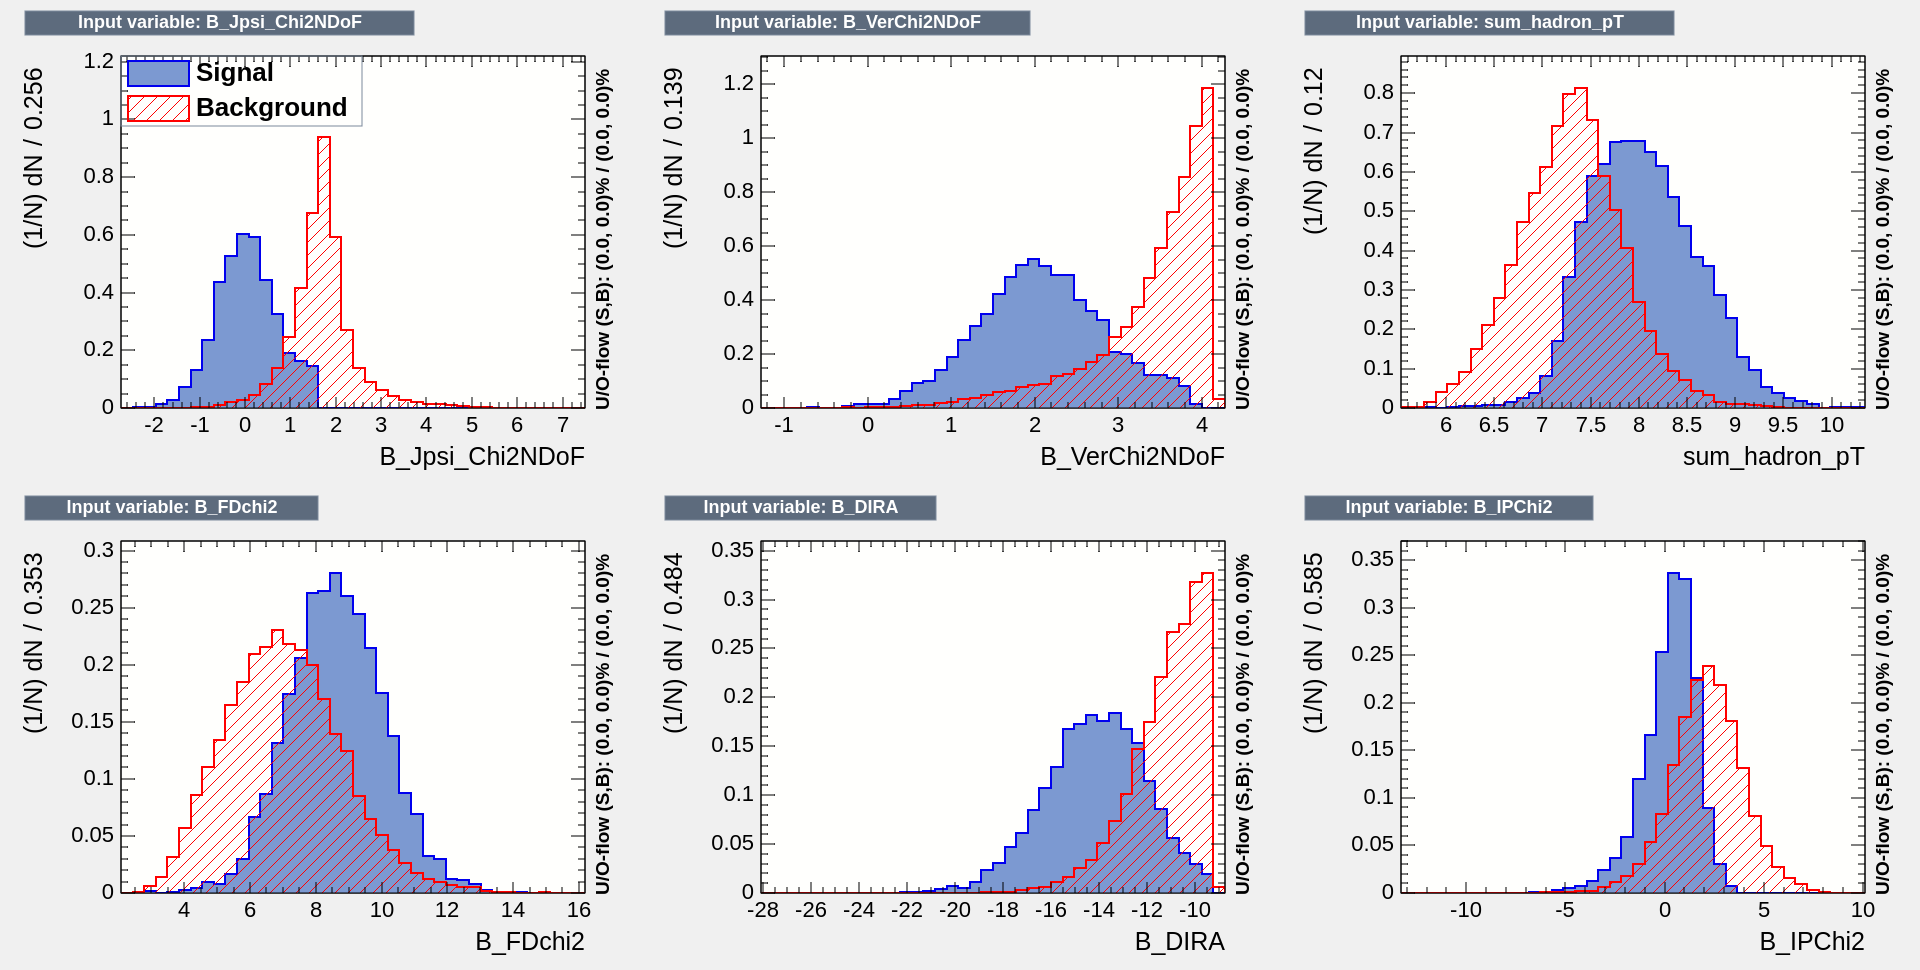 Input variable: B_Jpsi_Chi2NDoF
(1/N) dN / 0.256
1.2
1
0.8
0.6
0.4
0.2
0
Signal
Background
-2 -1 0 1 2 3 4 5 6 7
B_Jpsi_Chi2NDoF
U/O-flow (S,B): (0.0, 0.0)% / (0.0, 0.0)%
Input variable: B_VerChi2NDoF
(1/N) dN / 0.139
1.2
1
0.8
0.6
0.4
0.2
0
-1 0 1 2 3 4
B_VerChi2NDoF
U/O-flow (S,B): (0.0, 0.0)% / (0.0, 0.0)%
Input variable: sum_hadron_pT
(1/N) dN / 0.12
0.8
0.7
0.6
0.5
0.4
0.3
0.2
0.1
0
6 6.5 7 7.5 8 8.5 9 9.5 10
sum_hadron_pT
U/O-flow (S,B): (0.0, 0.0)% / (0.0, 0.0)%
Input variable: B_FDchi2
(1/N) dN / 0.353
0.3
0.25
0.2
0.15
0.1
0.05
0
4 6 8 10 12 14 16
B_FDchi2
U/O-flow (S,B): (0.0, 0.0)% / (0.0, 0.0)%
Input variable: B_DIRA
(1/N) dN / 0.484
0.35
0.3
0.25
0.2
0.15
0.1
0.05
0
-28 -26 -24 -22 -20 -18 -16 -14 -12 -10
B_DIRA
U/O-flow (S,B): (0.0, 0.0)% / (0.0, 0.0)%
Input variable: B_IPChi2
(1/N) dN / 0.585
0.35
0.3
0.25
0.2
0.15
0.1
0.05
0
-10 -5 0 5 10
B_IPChi2
U/O-flow (S,B): (0.0, 0.0)% / (0.0, 0.0)%